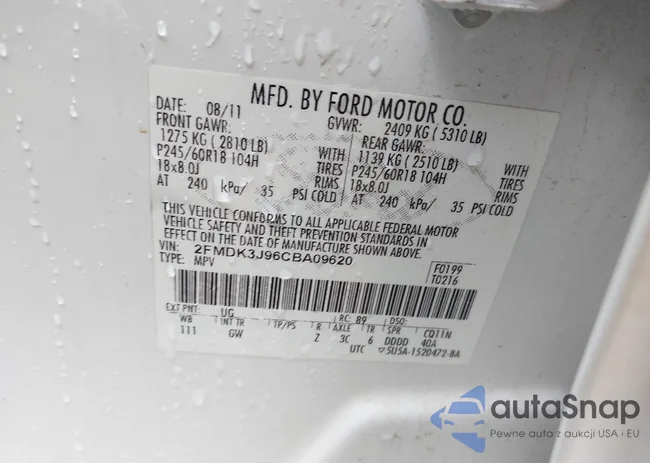 MFD. BY FORD MOTOR CO.
DATE: 08/11 GVWR: 2409 KG (5310 LB)
FRONT GAWR: REAR GAWR:
1275 KG (2810 LB) WITH 1139 KG (2510 LB) WITH
P245/60R18 104H TIRES P245/60R18 104H TIRES
18x8.0J RIMS 18x8.0J RIMS
AT 240 kPa/ 35 PSI COLD AT 240 kPa/ 35 PSI COLD
THIS VEHICLE CONFORMS TO ALL APPLICABLE FEDERAL MOTOR
VEHICLE SAFETY AND THEFT PREVENTION STANDARDS IN
EFFECT ON THE DATE OF MANUFACTURE SHOWN ABOVE.
VIN: 2FMDK3J96CBA09620 F0199
TYPE: MPV T0216
EXT PNT: UG RC: 89 DSO:
WB INT TR TP/PS R AXLE TR SPR CQ11N
111 GW Z 3C 6 DDDD 40A
UTC 5U5A-1520472-BA
autoSnap
Pewne auta z aukcji USA i EU